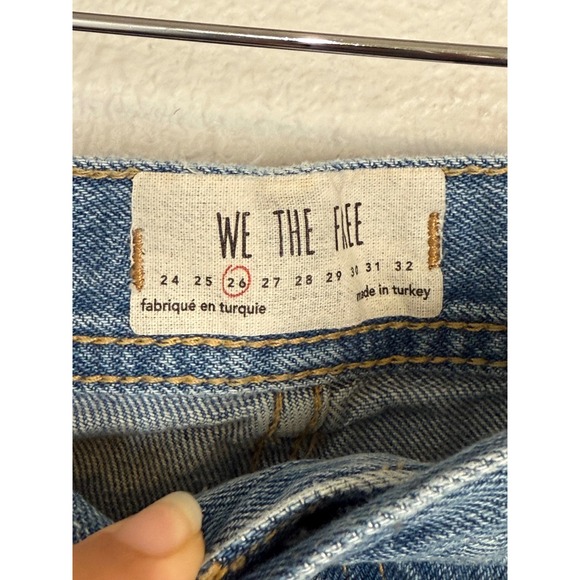 WE THE FREE
24 25 26 27 28 29 30 31 32
fabriqué en turquie made in turkey